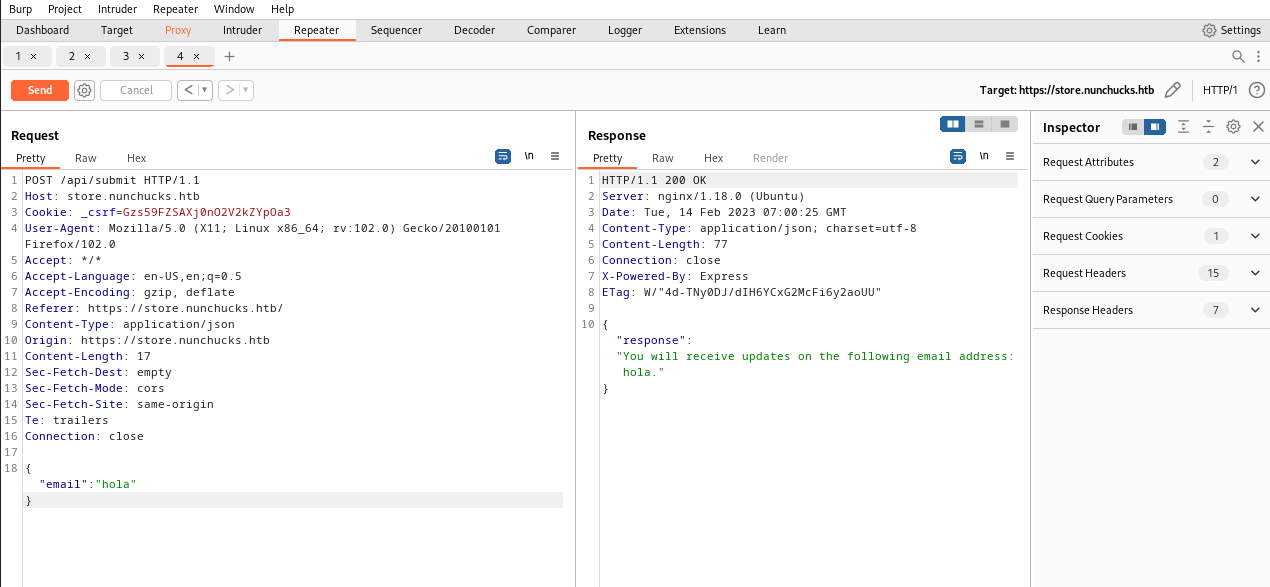 Burp Project Intruder Repeater Window Help
Dashboard Target Proxy Intruder Repeater Sequencer Decoder Comparer Logger Extensions Learn Settings
1 × 2 × 3 × 4 × +
Send Cancel < > Target: https://store.nunchucks.htb HTTP/1 ?
Request
Pretty Raw Hex \n
1 POST /api/submit HTTP/1.1
2 Host: store.nunchucks.htb
3 Cookie: _csrf=Gzs59FZSAXj0nO2V2kZYpOa3
4 User-Agent: Mozilla/5.0 (X11; Linux x86_64; rv:102.0) Gecko/20100101
Firefox/102.0
5 Accept: */*
6 Accept-Language: en-US,en;q=0.5
7 Accept-Encoding: gzip, deflate
8 Referer: https://store.nunchucks.htb/
9 Content-Type: application/json
10 Origin: https://store.nunchucks.htb
11 Content-Length: 17
12 Sec-Fetch-Dest: empty
13 Sec-Fetch-Mode: cors
14 Sec-Fetch-Site: same-origin
15 Te: trailers
16 Connection: close
17
18 {
"email":"hola"
}
Response
Pretty Raw Hex Render \n
1 HTTP/1.1 200 OK
2 Server: nginx/1.18.0 (Ubuntu)
3 Date: Tue, 14 Feb 2023 07:00:25 GMT
4 Content-Type: application/json; charset=utf-8
5 Content-Length: 77
6 Connection: close
7 X-Powered-By: Express
8 ETag: W/"4d-TNy0DJ/dIH6YCxG2McFi6y2aoUU"
9
10 {
"response":
"You will receive updates on the following email address:
hola."
}
Inspector
Request Attributes 2
Request Query Parameters 0
Request Cookies 1
Request Headers 15
Response Headers 7